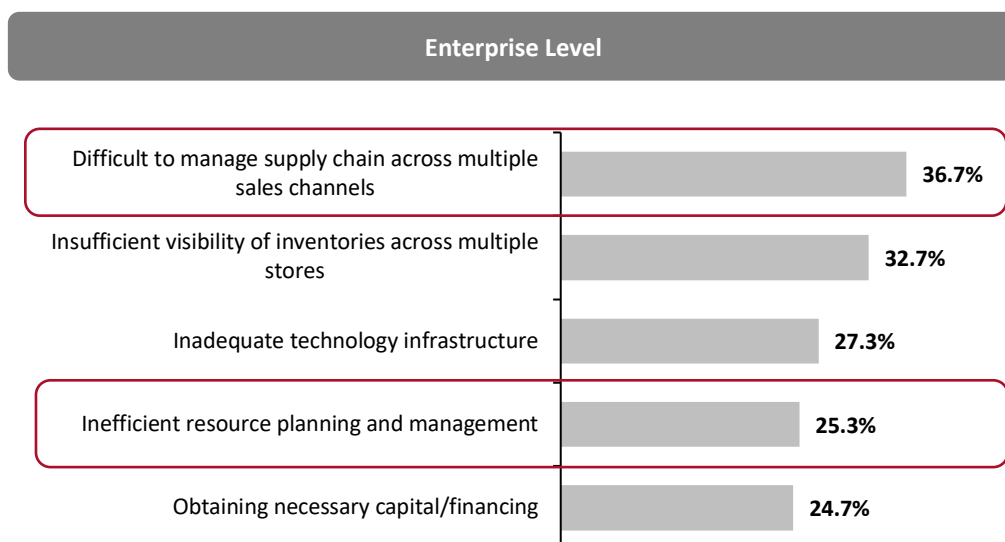 Enterprise Level
Difficult to manage supply chain across multiple
sales channels
36.7%
Insufficient visibility of inventories across multiple
stores
32.7%
Inadequate technology infrastructure
27.3%
Inefficient resource planning and management
25.3%
Obtaining necessary capital/financing
24.7%